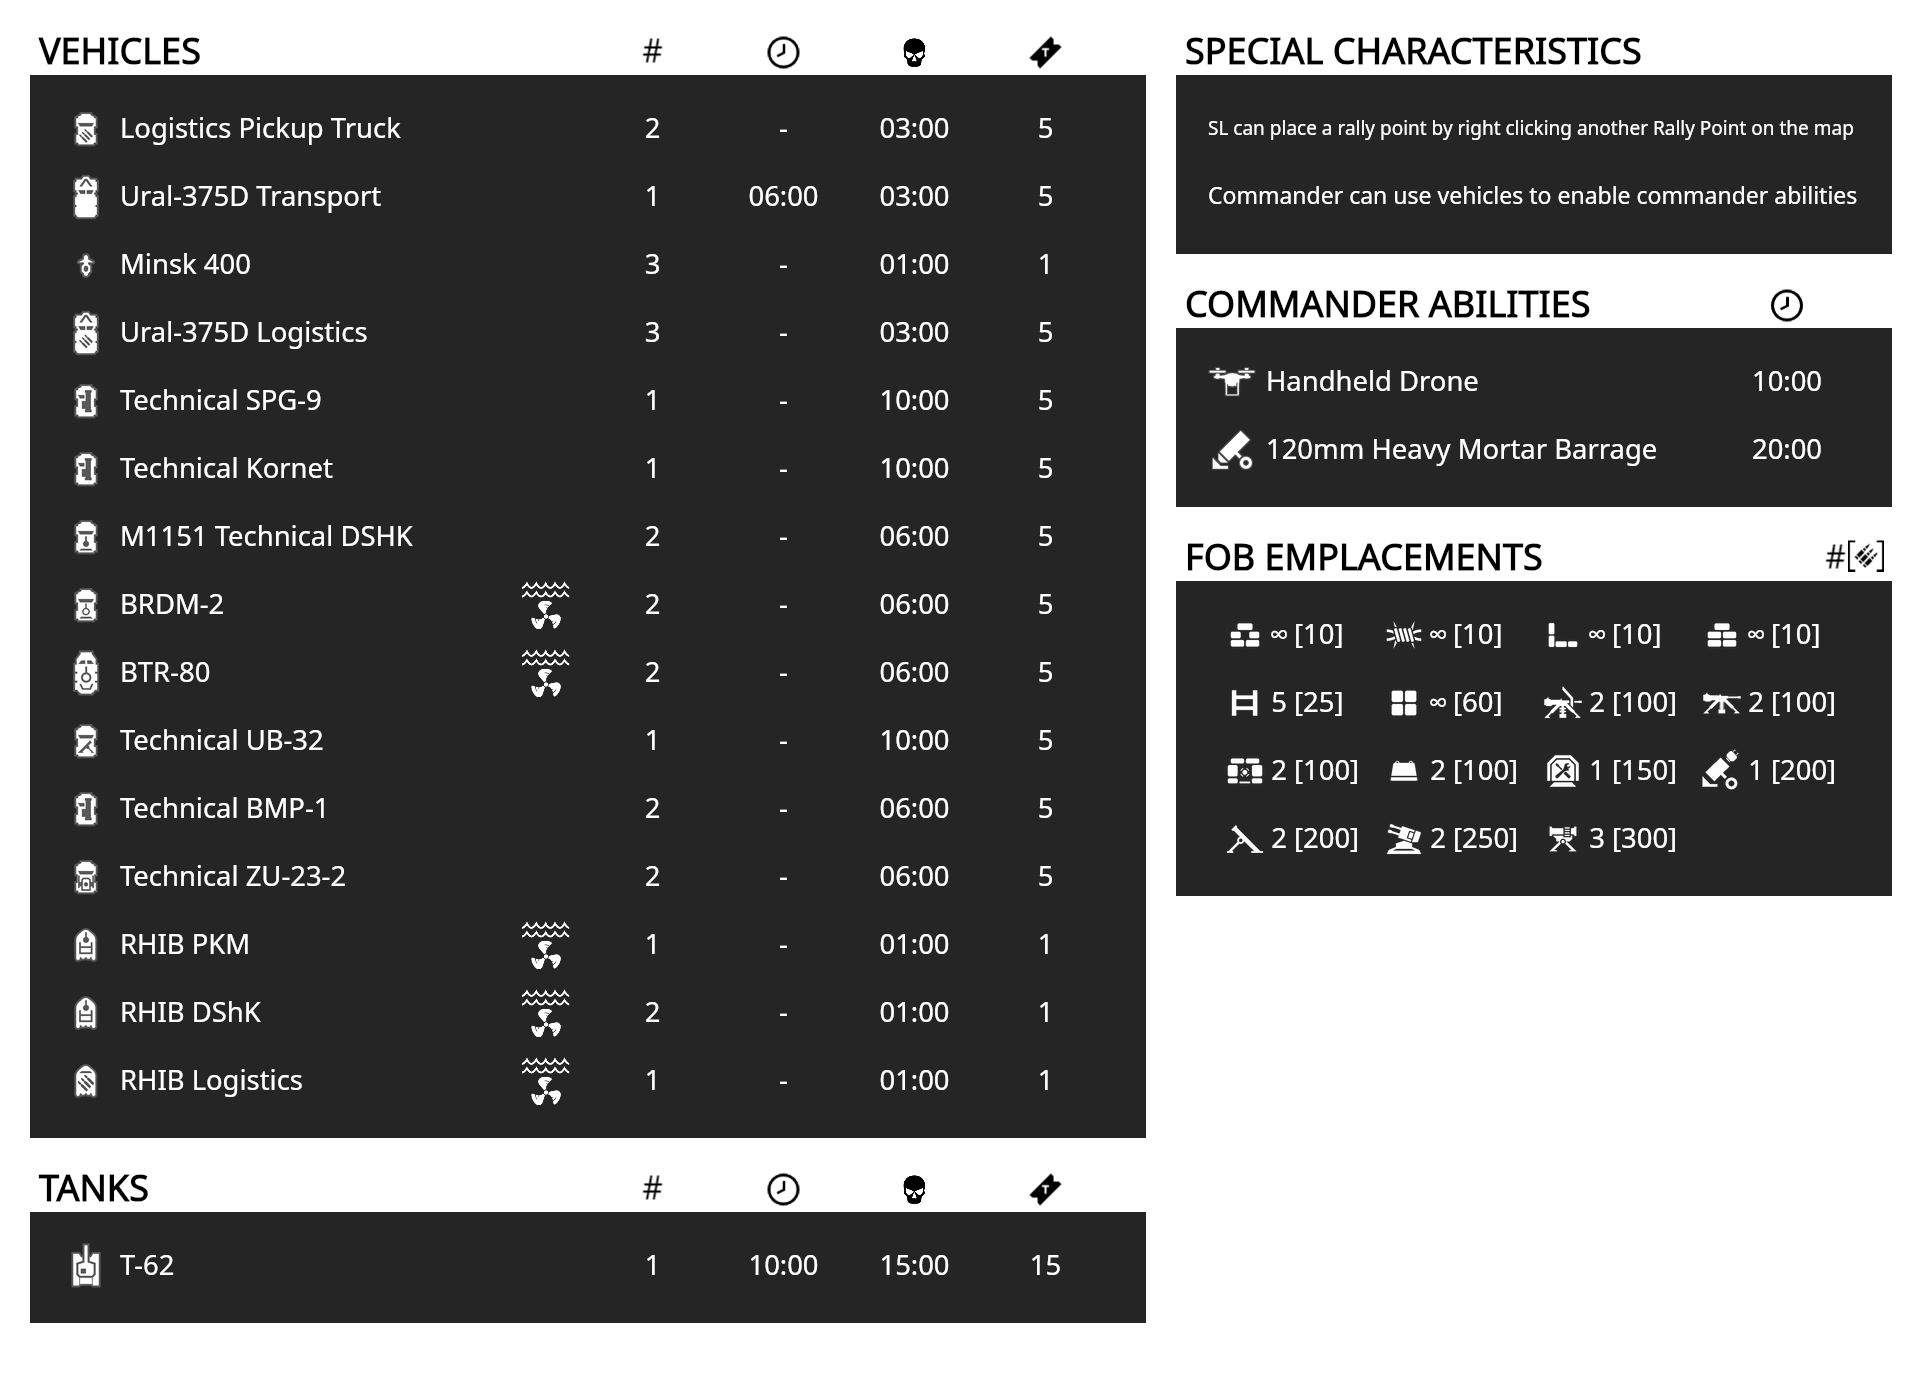 VEHICLES #
Logistics Pickup Truck 2 - 03:00 5
Ural-375D Transport 1 06:00 03:00 5
Minsk 400 3 - 01:00 1
Ural-375D Logistics 3 - 03:00 5
Technical SPG-9 1 - 10:00 5
Technical Kornet 1 - 10:00 5
M1151 Technical DSHK 2 - 06:00 5
BRDM-2 2 - 06:00 5
BTR-80 2 - 06:00 5
Technical UB-32 1 - 10:00 5
Technical BMP-1 2 - 06:00 5
Technical ZU-23-2 2 - 06:00 5
RHIB PKM 1 - 01:00 1
RHIB DShK 2 - 01:00 1
RHIB Logistics 1 - 01:00 1
TANKS #
T-62 1 10:00 15:00 15
SPECIAL CHARACTERISTICS
SL can place a rally point by right clicking another Rally Point on the map
Commander can use vehicles to enable commander abilities
COMMANDER ABILITIES
Handheld Drone 10:00
120mm Heavy Mortar Barrage 20:00
FOB EMPLACEMENTS #[]
∞ [10] ∞ [10] ∞ [10] ∞ [10]
5 [25] ∞ [60] 2 [100] 2 [100]
2 [100] 2 [100] 1 [150] 1 [200]
2 [200] 2 [250] 3 [300]